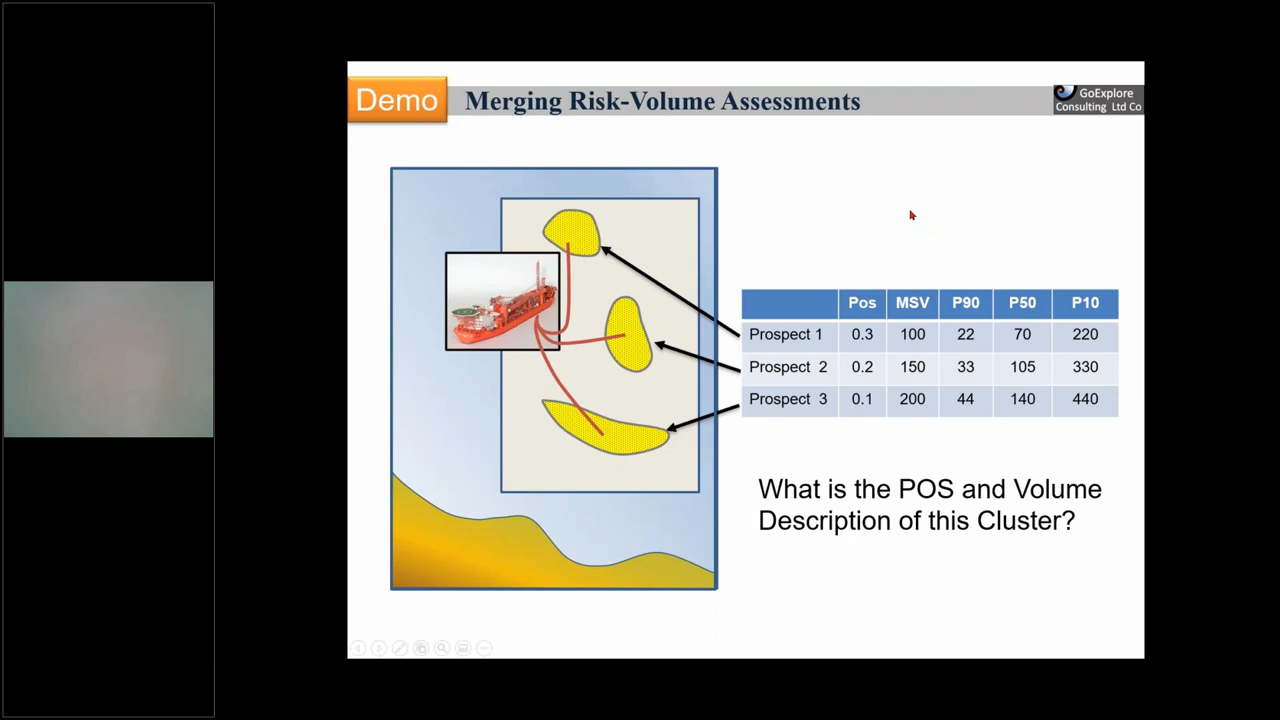 Demo
Merging Risk-Volume Assessments
GoExplore
Consulting Ltd Co
Pos MSV P90 P50 P10
Prospect 1 0.3 100 22 70 220
Prospect 2 0.2 150 33 105 330
Prospect 3 0.1 200 44 140 440
What is the POS and Volume
Description of this Cluster?